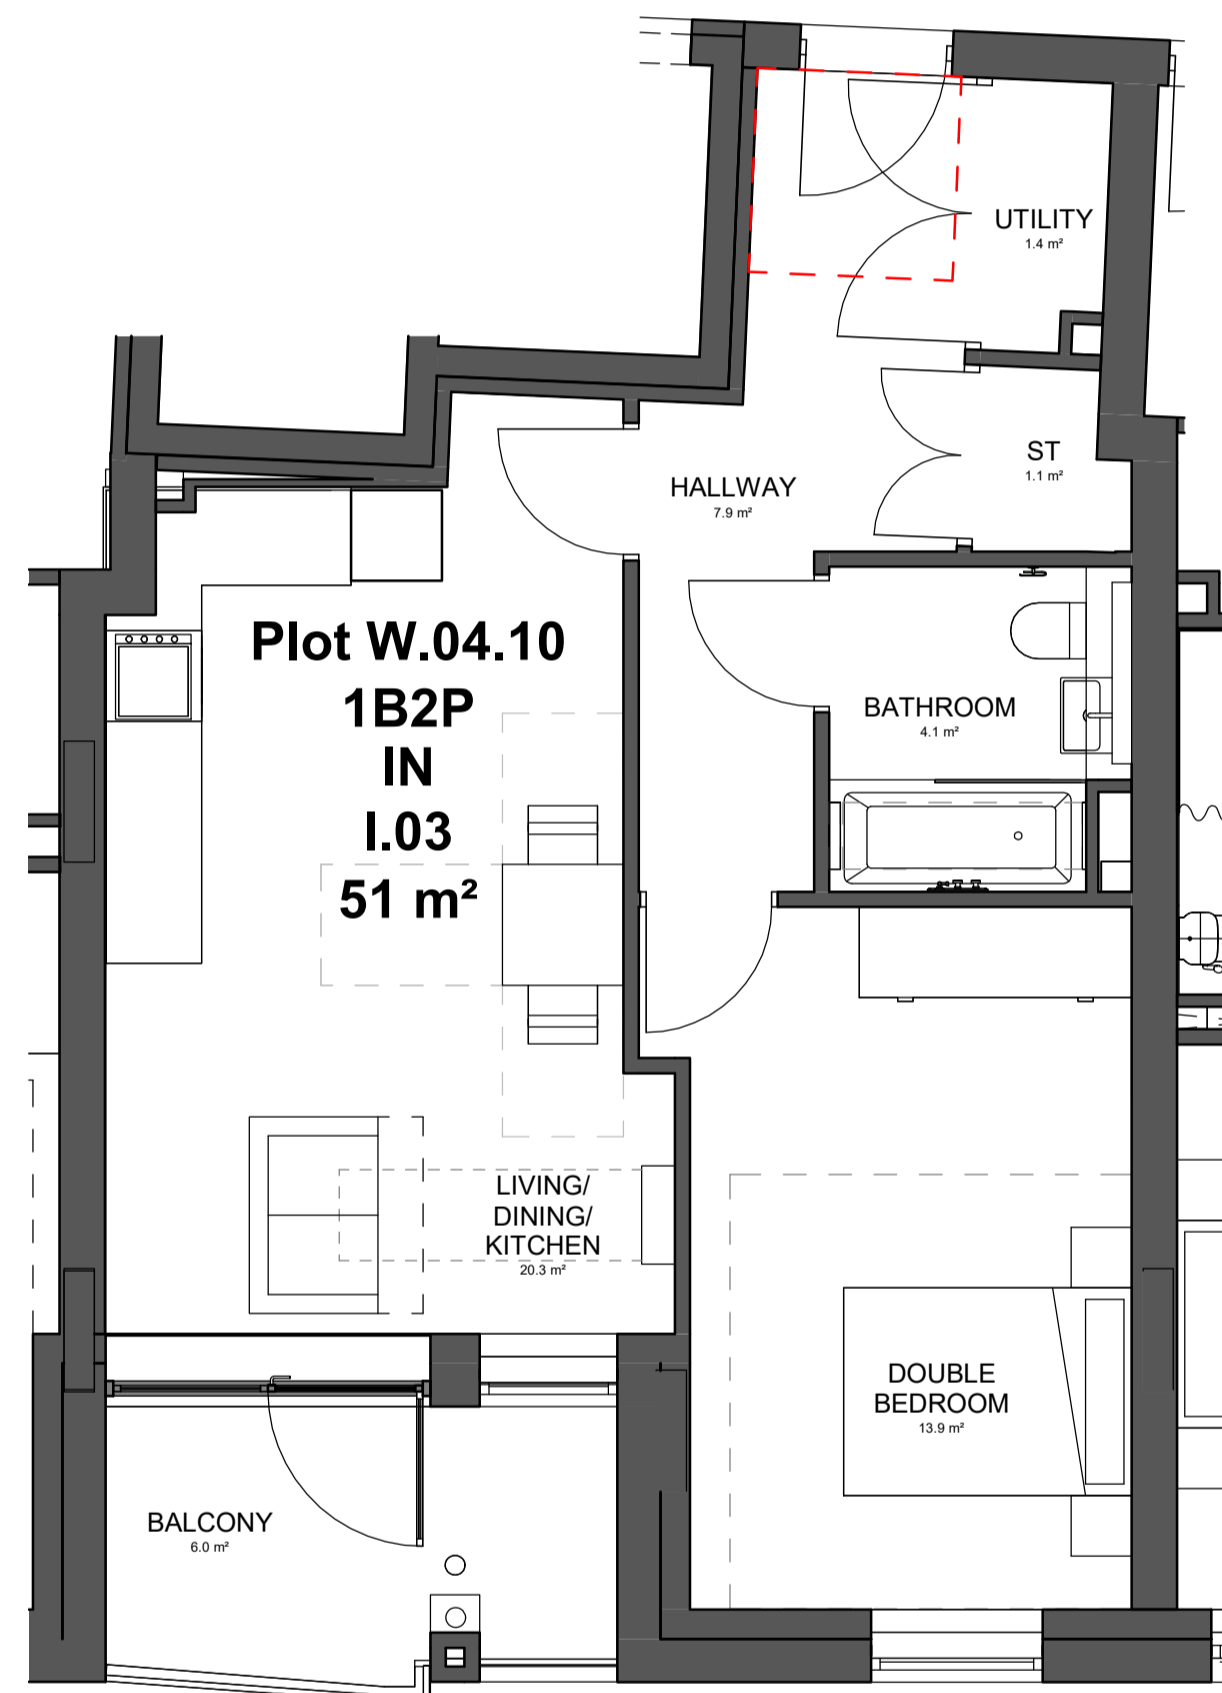 UTILITY
1.4 m²
ST
1.1 m²
HALLWAY
7.9 m²
Plot W.04.10
1B2P
IN
I.03
51 m²
BATHROOM
4.1 m²
LIVING/
DINING/
KITCHEN
20.3 m²
DOUBLE
BEDROOM
13.9 m²
BALCONY
6.0 m²